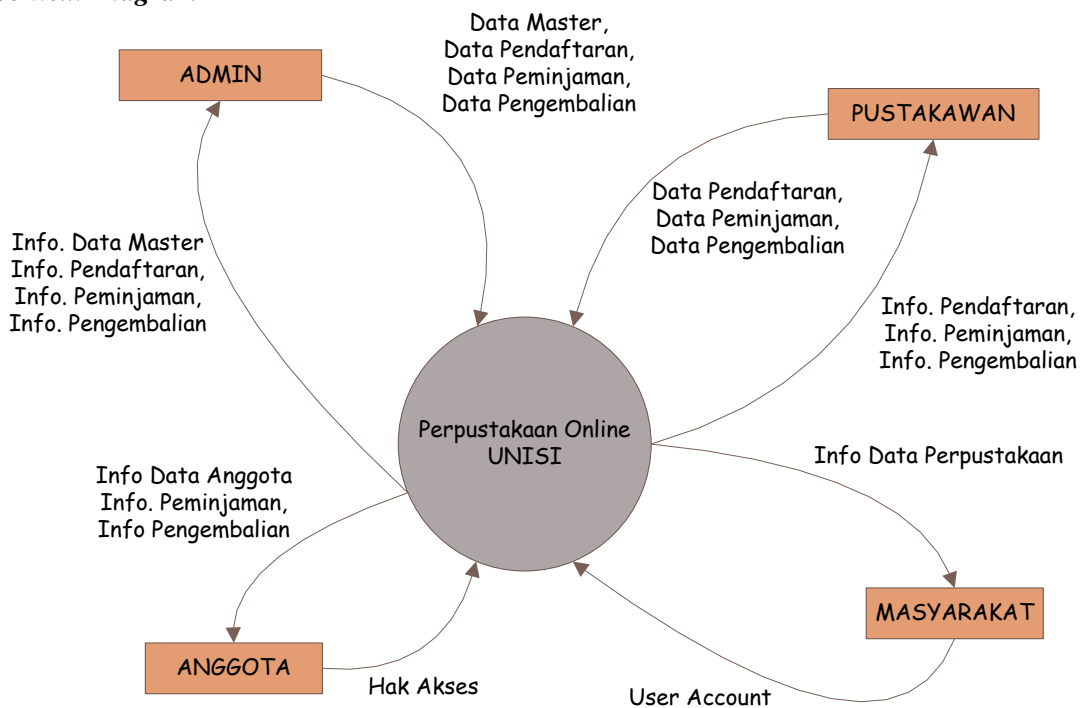 Data Master,
Data Pendaftaran,
Data Peminjaman,
Data Pengembalian
ADMIN
PUSTAKAWAN
Data Pendaftaran,
Data Peminjaman,
Data Pengembalian
Info. Data Master
Info. Pendaftaran,
Info. Peminjaman,
Info. Pengembalian
Info. Pendaftaran,
Info. Peminjaman,
Info. Pengembalian
Perpustakaan Online
UNISI
Info Data Perpustakaan
Info Data Anggota
Info. Peminjaman,
Info Pengembalian
MASYARAKAT
ANGGOTA
Hak Akses
User Account